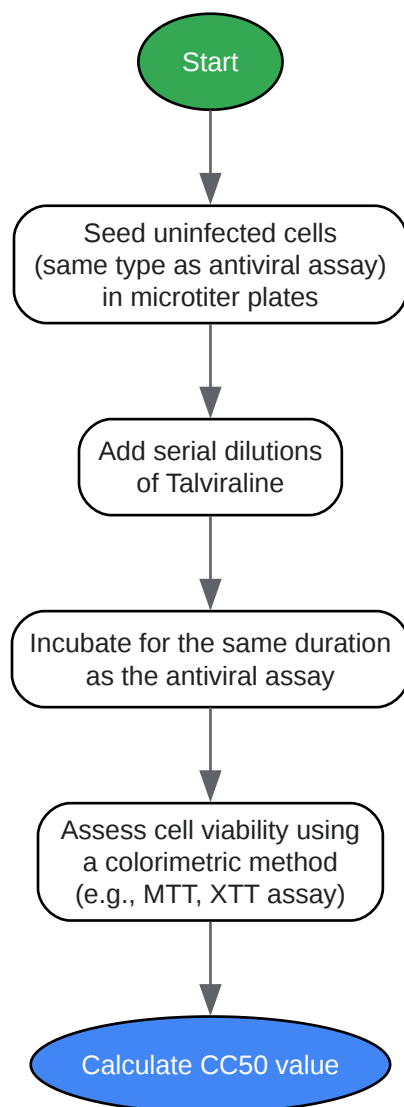 Start
Seed uninfected cells
(same type as antiviral assay)
in microtiter plates
Add serial dilutions
of Talviraline
Incubate for the same duration
as the antiviral assay
Assess cell viability using
a colorimetric method
(e.g., MTT, XTT assay)
Calculate CC50 value